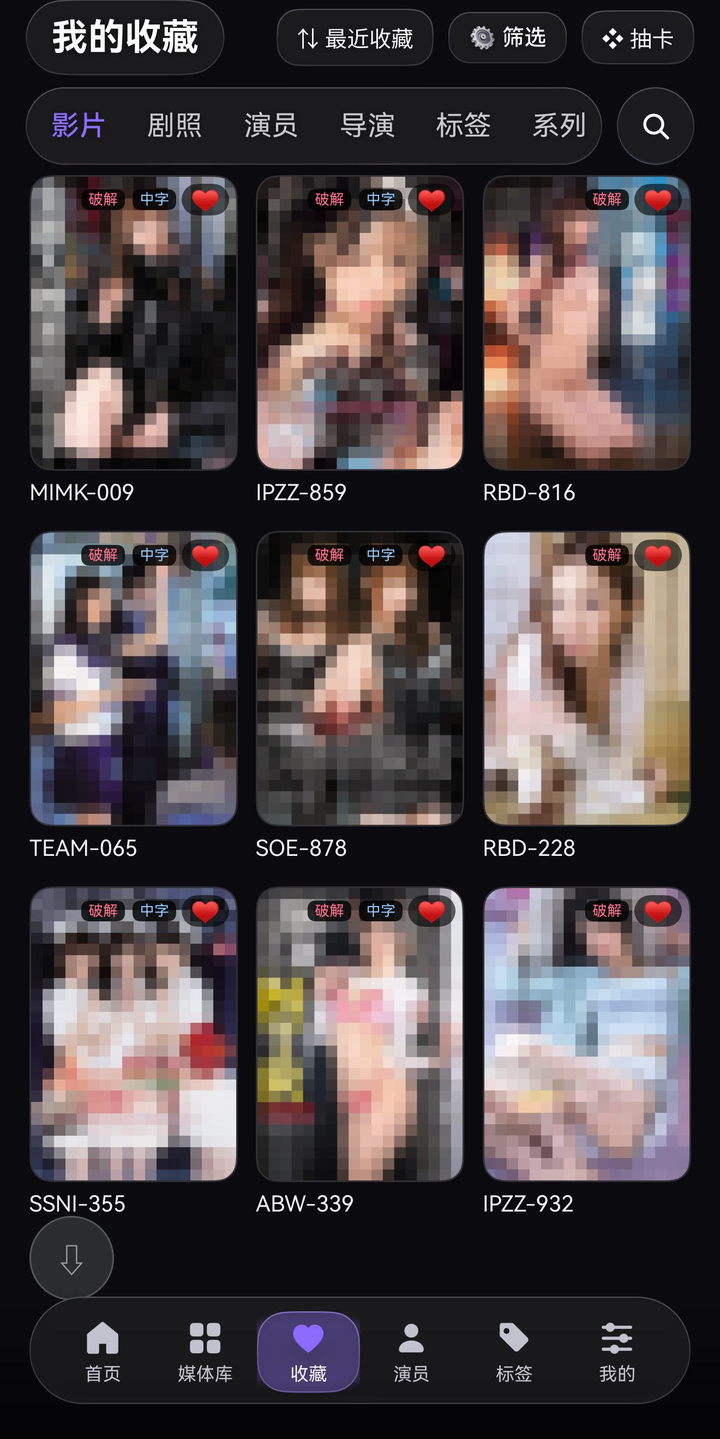 我的收藏 最近收藏 筛选 抽卡
影片 剧照 演员 导演 标签 系列
破解 中字 破解 中字 破解
MIMK-009 IPZZ-859 RBD-816
破解 中字 破解 中字 破解
TEAM-065 SOE-878 RBD-228
破解 中字 破解 中字 破解
SSNI-355 ABW-339 IPZZ-932
首页 媒体库 收藏 演员 标签 我的